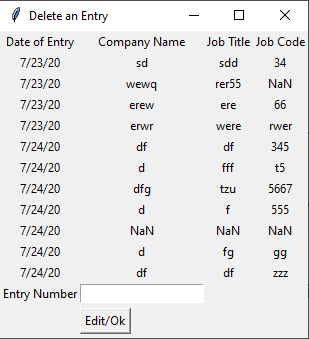 Delete an Entry
Date of Entry Company Name Job Title Job Code
7/23/20 sd sdd 34
7/23/20 wewq rer55 NaN
7/23/20 erew ere 66
7/23/20 erwr were rwer
7/24/20 df df 345
7/24/20 d fff t5
7/24/20 dfg tzu 5667
7/24/20 d f 555
7/24/20 NaN NaN NaN
7/24/20 d fg gg
7/24/20 df df zzz
Entry Number
Edit/Ok